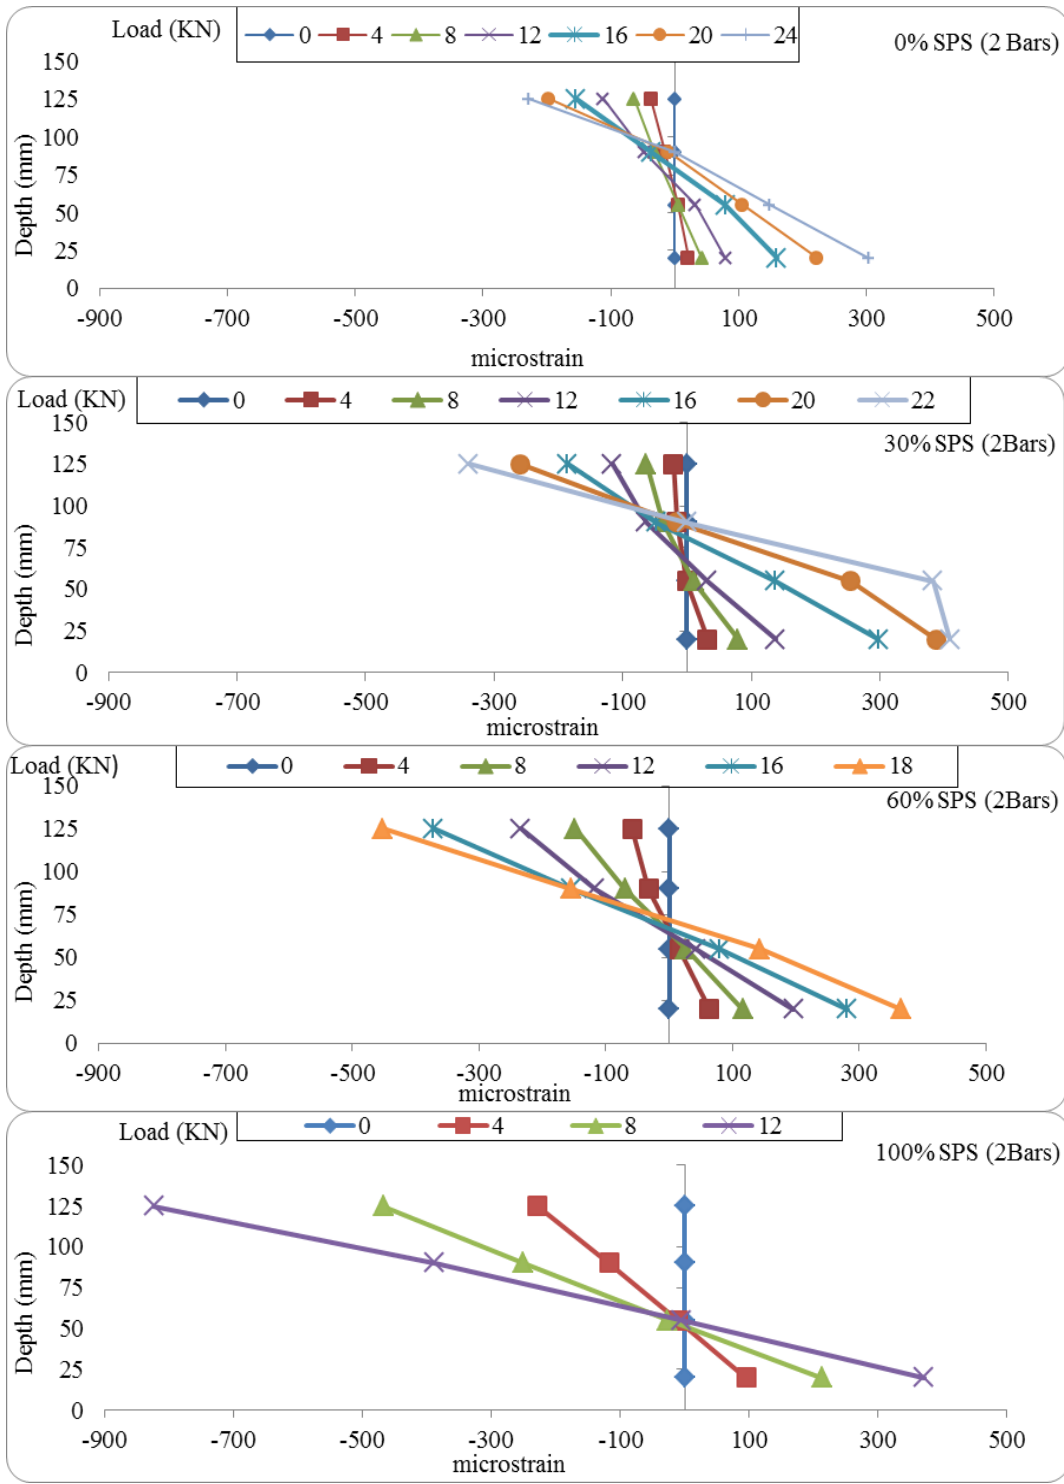 Load (KN) 0 4 8 12 16 20 24
0% SPS (2 Bars)
150
125
100
75
50
25
0
Depth (mm)
-900 -700 -500 -300 -100 100 300 500
microstrain
Load (KN) 0 4 8 12 16 20 22
30% SPS (2Bars)
150
125
100
75
50
25
0
Depth (mm)
-900 -700 -500 -300 -100 100 300 500
microstrain
Load (KN) 0 4 8 12 16 18
60% SPS (2Bars)
150
125
100
75
50
25
0
Depth (mm)
-900 -700 -500 -300 -100 100 300 500
microstrain
Load (KN) 0 4 8 12
100% SPS (2Bars)
150
125
100
75
50
25
0
Depth (mm)
-900 -700 -500 -300 -100 100 300 500
microstrain